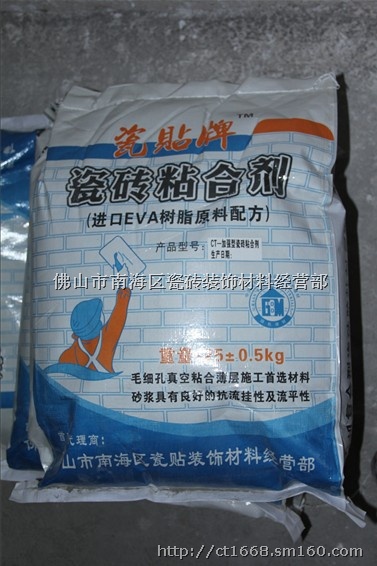 瓷貼牌
TM
瓷砖粘合剂
(进口EVA树脂原料配方)
产品型号: CT-加强型瓷砖粘合剂
生产日期:
佛山市南海区瓷砖装饰材料经营部
重量: 25±0.5kg
毛细孔真空粘合薄层施工首选材料
砂浆具有良好的抗流挂性及流平性
代理商:
佛山市南海区瓷贴装饰材料经营部
http://ct1668.sm160.com